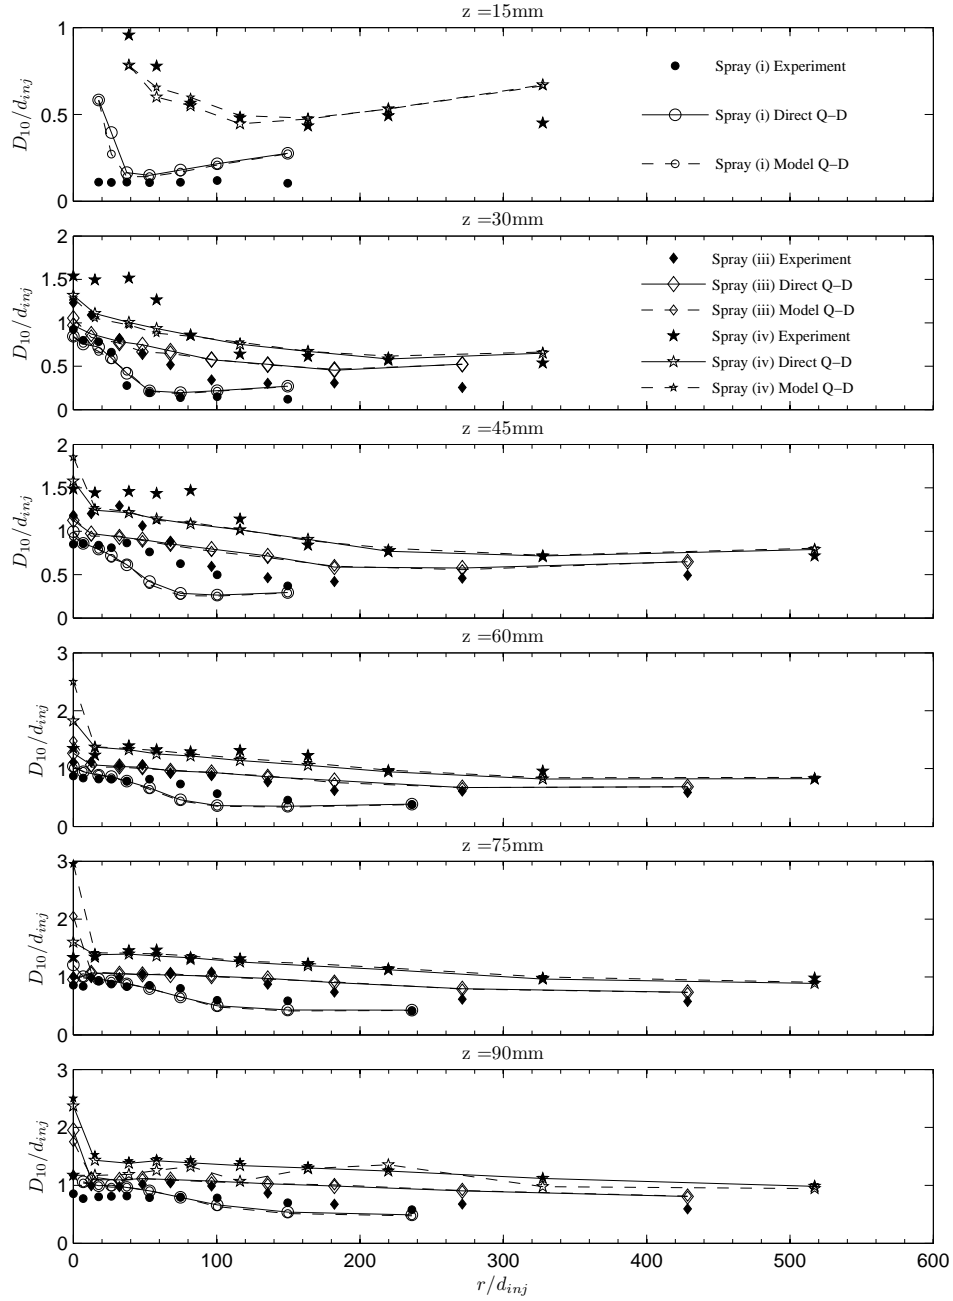 z =15mm
1
0.5
0
D10/dinj
Spray (i) Experiment
Spray (i) Direct Q−D
Spray (i) Model Q−D
z =30mm
2
1.5
1
0.5
0
D10/dinj
Spray (iii) Experiment
Spray (iii) Direct Q−D
Spray (iii) Model Q−D
Spray (iv) Experiment
Spray (iv) Direct Q−D
Spray (iv) Model Q−D
z =45mm
2
1.5
1
0.5
0
D10/dinj
z =60mm
3
2
1
0
D10/dinj
z =75mm
3
2
1
0
D10/dinj
z =90mm
3
2
1
0
D10/dinj
0 100 200 300 400 500 600
r/dinj